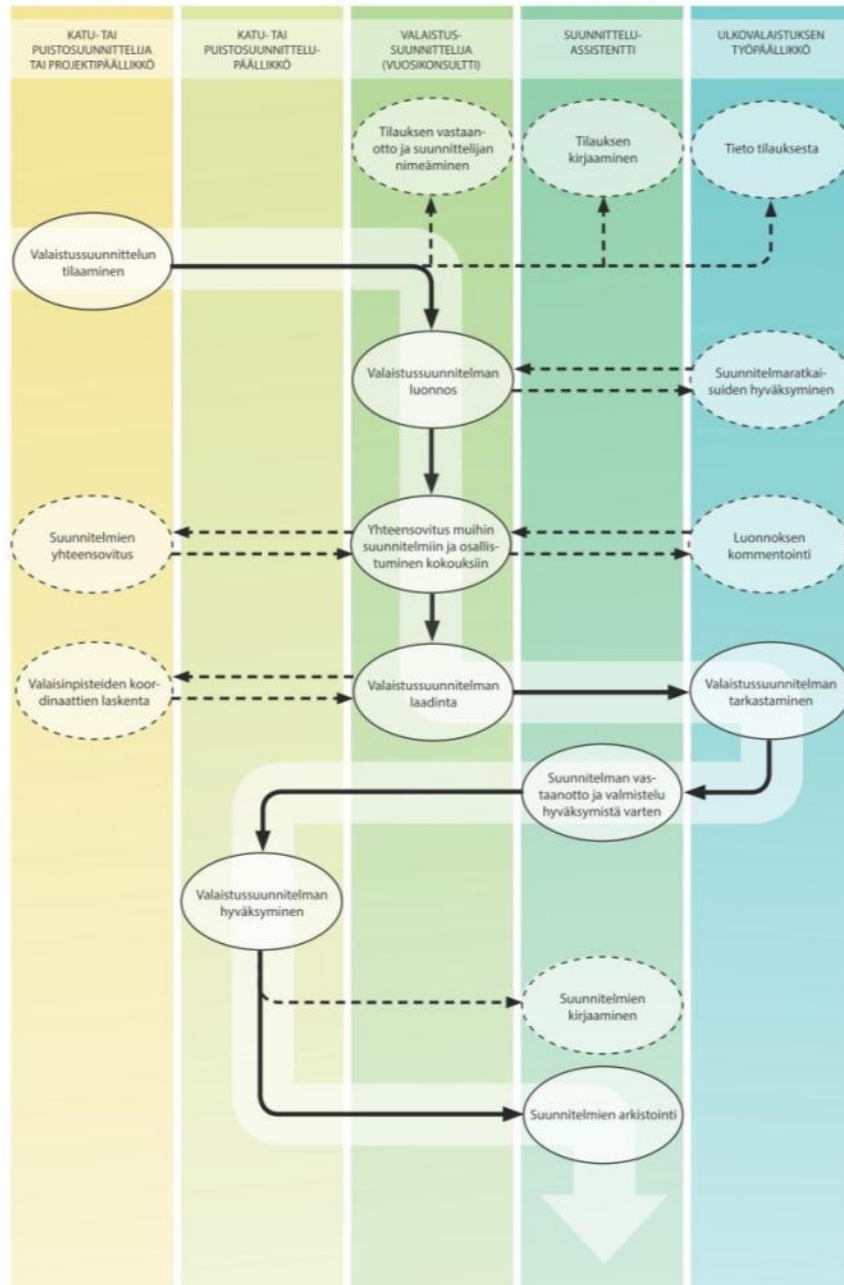 KATU- TAI
PUISTOSUUNNITTELIJA
TAI PROJEKTIPÄÄLLIKKÖ
KATU- TAI
PUISTOSUUNNITTELU-
PÄÄLLIKKÖ
VALAISTUS-
SUUNNITTELIJA
(VUOSIKONSULTTI)
SUUNNITTELU-
ASSISTENTTI
ULKOVALAISTUKSEN
TYÖPÄÄLLIKKÖ
Tilauksen vastaan-
otto ja suunnittelijan
nimeäminen
Tilauksen
kirjaaminen
Tieto tilauksesta
Valaistussuunnittelun
tilaaminen
Valaistussuunnitelman
luonnos
Suunnitelmaratkai-
suiden hyväksyminen
Suunnitelmien
yhteensovitus
Yhteensovitus muihin
suunnitelmiin ja osallis-
tuminen kokouksiin
Luonnoksen
kommentointi
Valaisinpisteiden koor-
dinaattien laskenta
Valaistussuunnitelman
laadinta
Valaistussuunnitelman
tarkastaminen
Suunnitelman vas-
taanotto ja valmistelu
hyväksymistä varten
Valaistussuunnitelman
hyväksyminen
Suunnitelmien
kirjaaminen
Suunnitelmien arkistointi